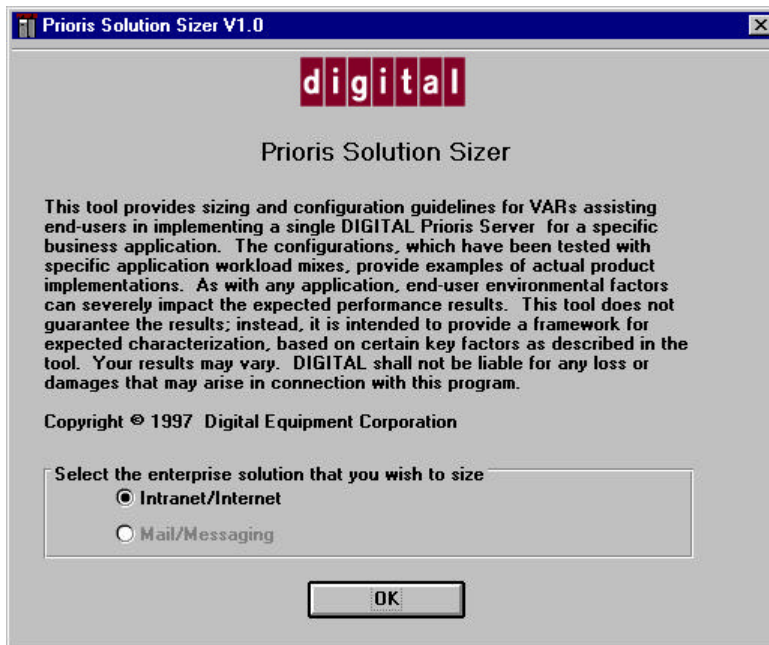 Prioris Solution Sizer V1.0
digital
Prioris Solution Sizer
This tool provides sizing and configuration guidelines for VARs assisting
end-users in implementing a single DIGITAL Prioris Server for a specific
business application. The configurations, which have been tested with
specific application workload mixes, provide examples of actual product
implementations. As with any application, end-user environmental factors
can severely impact the expected performance results. This tool does not
guarantee the results; instead, it is intended to provide a framework for
expected characterization, based on certain key factors as described in the
tool. Your results may vary. DIGITAL shall not be liable for any loss or
damages that may arise in connection with this program.
Copyright © 1997 Digital Equipment Corporation
Select the enterprise solution that you wish to size
Intranet/Internet
Mail/Messaging
OK